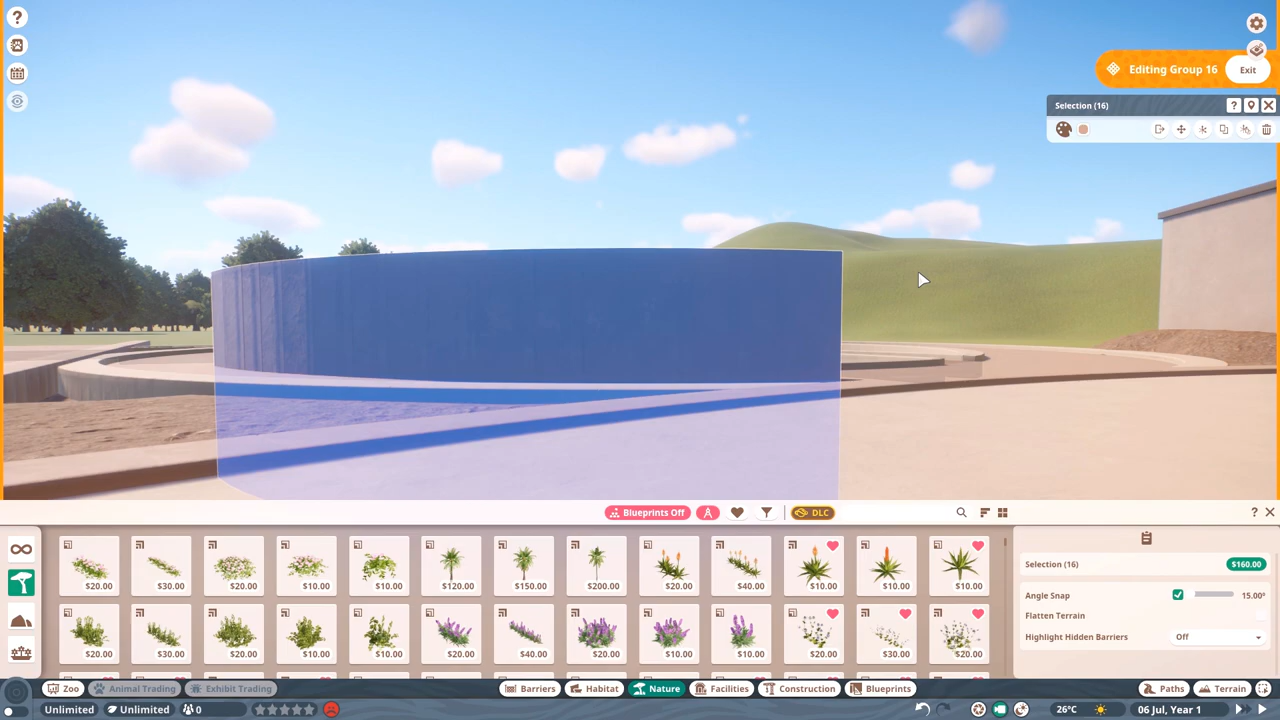 ?
Editing Group 16
Exit
Selection (16)
?
Blueprints Off
DLC
?
$20.00
$30.00
$20.00
$10.00
$10.00
$120.00
$150.00
$200.00
$20.00
$40.00
$10.00
$10.00
$10.00
$20.00
$30.00
$20.00
$10.00
$10.00
$20.00
$40.00
$20.00
$10.00
$10.00
$20.00
$30.00
$20.00
Selection (16)
$160.00
Angle Snap
15.00°
Flatten Terrain
Highlight Hidden Barriers
Off
Zoo
Animal Trading
Exhibit Trading
Barriers
Habitat
Nature
Facilities
Construction
Blueprints
Paths
Terrain
Unlimited
Unlimited
0
26°C
06 Jul, Year 1